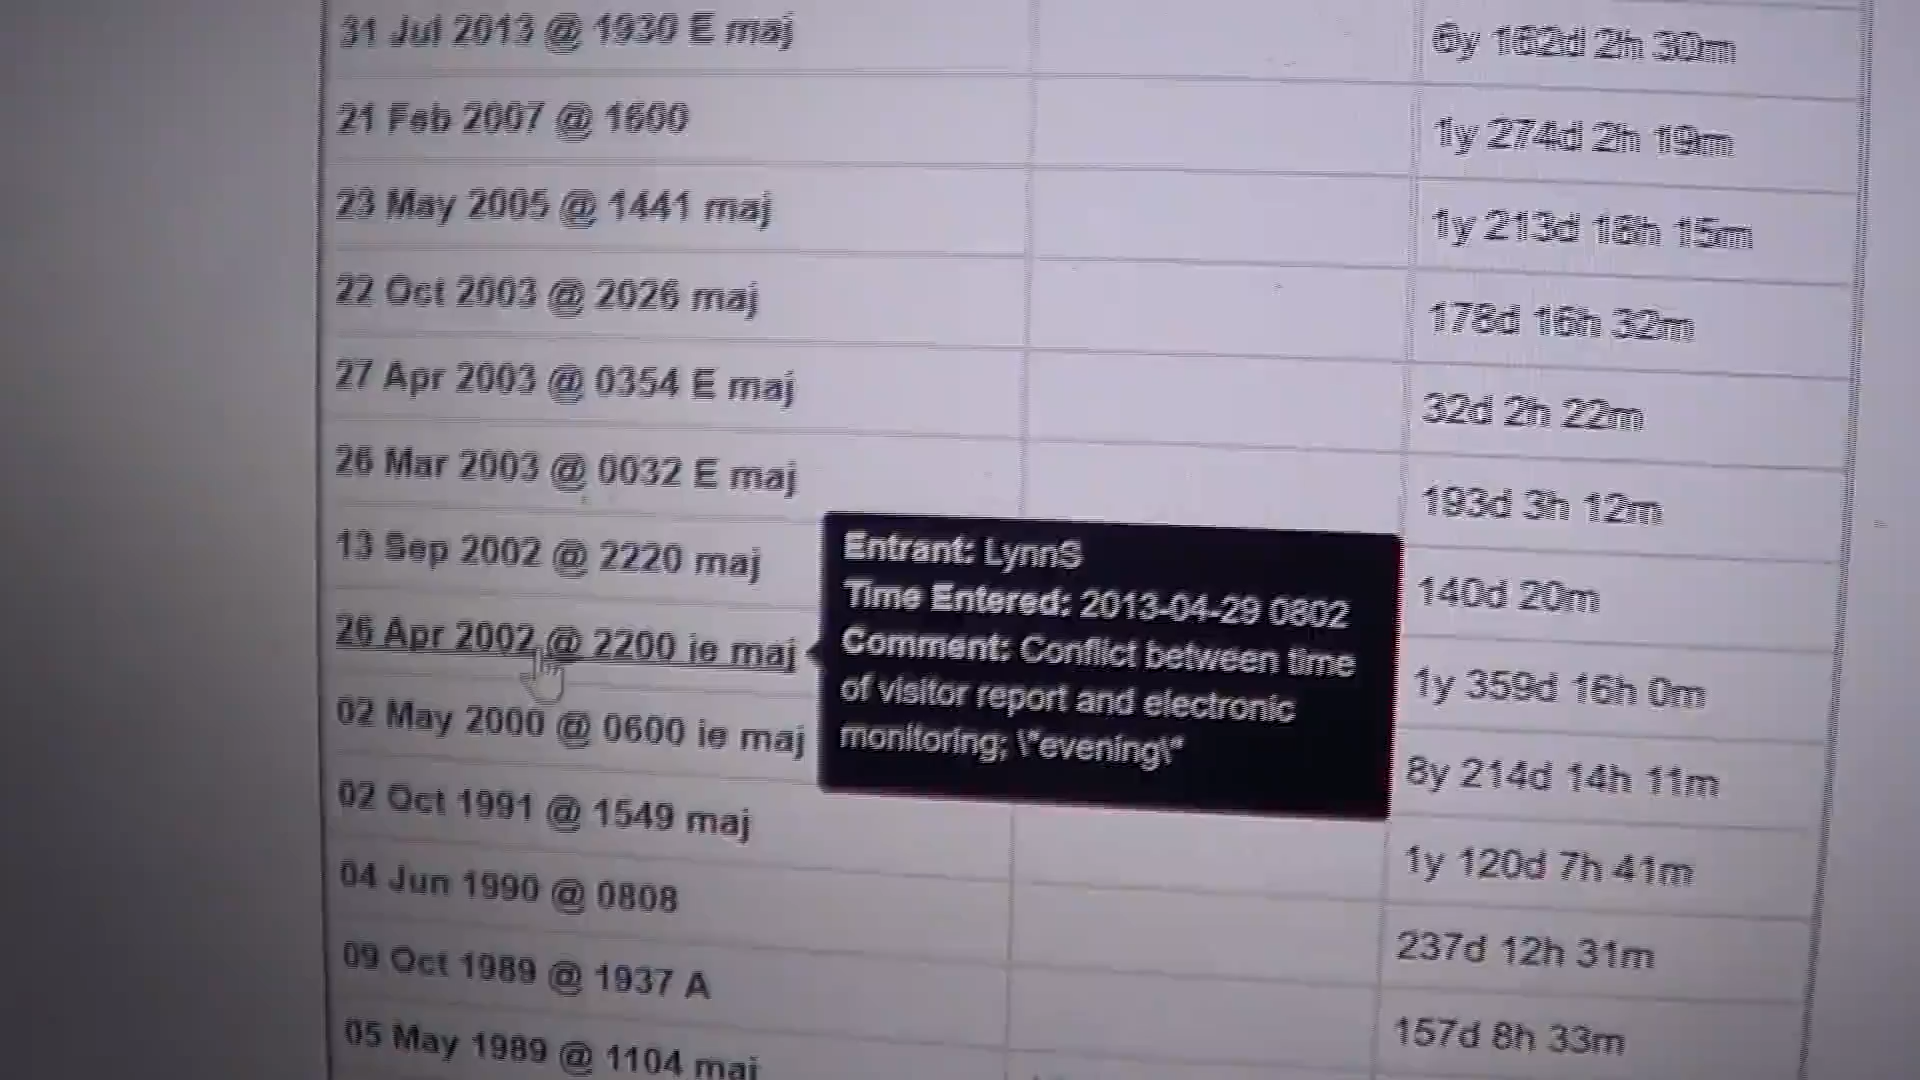 31 Jul 2013 @ 1930 E maj
6y 162d 2h 30m
21 Feb 2007 @ 1600
1y 274d 2h 19m
23 May 2005 @ 1441 maj
1y 213d 18h 15m
22 Oct 2003 @ 2026 maj
178d 16h 32m
27 Apr 2003 @ 0354 E maj
32d 2h 22m
26 Mar 2003 @ 0032 E maj
193d 3h 12m
13 Sep 2002 @ 2220 maj
140d 20m
26 Apr 2002 @ 2200 ie maj
1y 359d 16h 0m
02 May 2000 @ 0600 ie maj
8y 214d 14h 11m
02 Oct 1991 @ 1549 maj
1y 120d 7h 41m
04 Jun 1990 @ 0808
237d 12h 31m
09 Oct 1989 @ 1937 A
157d 8h 33m
05 May 1989 @ 1104 maj
Entrant: LynnS
Time Entered: 2013-04-29 0802
Comment: Conflict between time
of visitor report and electronic
monitoring; \"evening\"